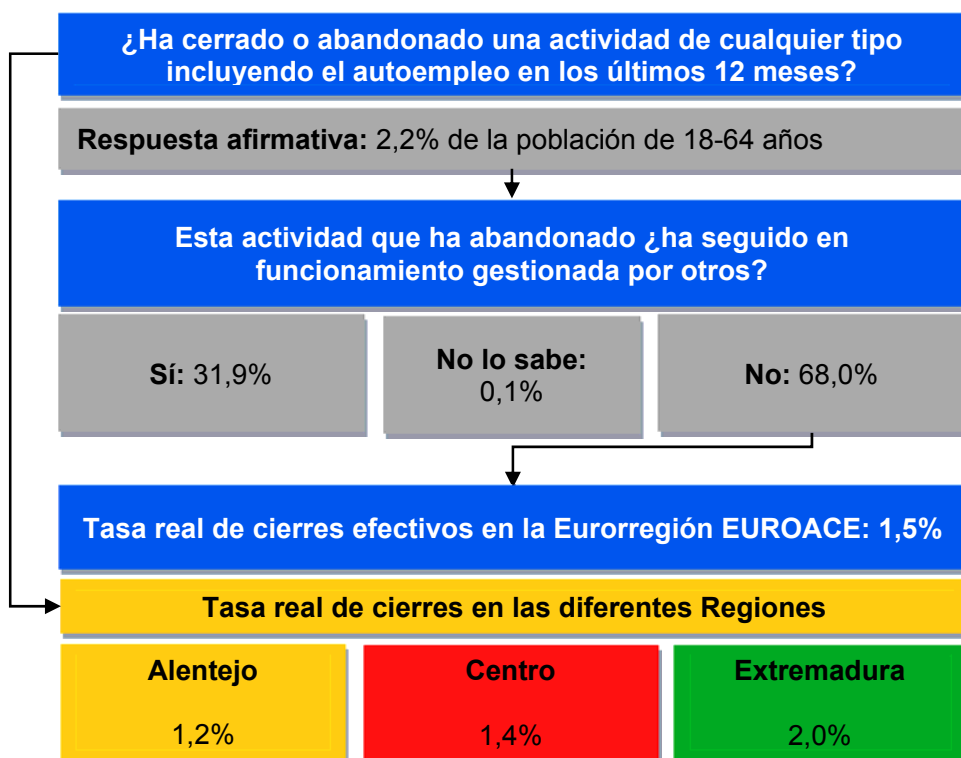 ¿Ha cerrado o abandonado una actividad de cualquier tipo
incluyendo el autoempleo en los últimos 12 meses?
Respuesta afirmativa: 2,2% de la población de 18-64 años
Esta actividad que ha abandonado ¿ha seguido en
funcionamiento gestionada por otros?
Sí: 31,9%
No lo sabe:
0,1%
No: 68,0%
Tasa real de cierres efectivos en la Eurorregión EUROACE: 1,5%
Tasa real de cierres en las diferentes Regiones
Alentejo
1,2%
Centro
1,4%
Extremadura
2,0%